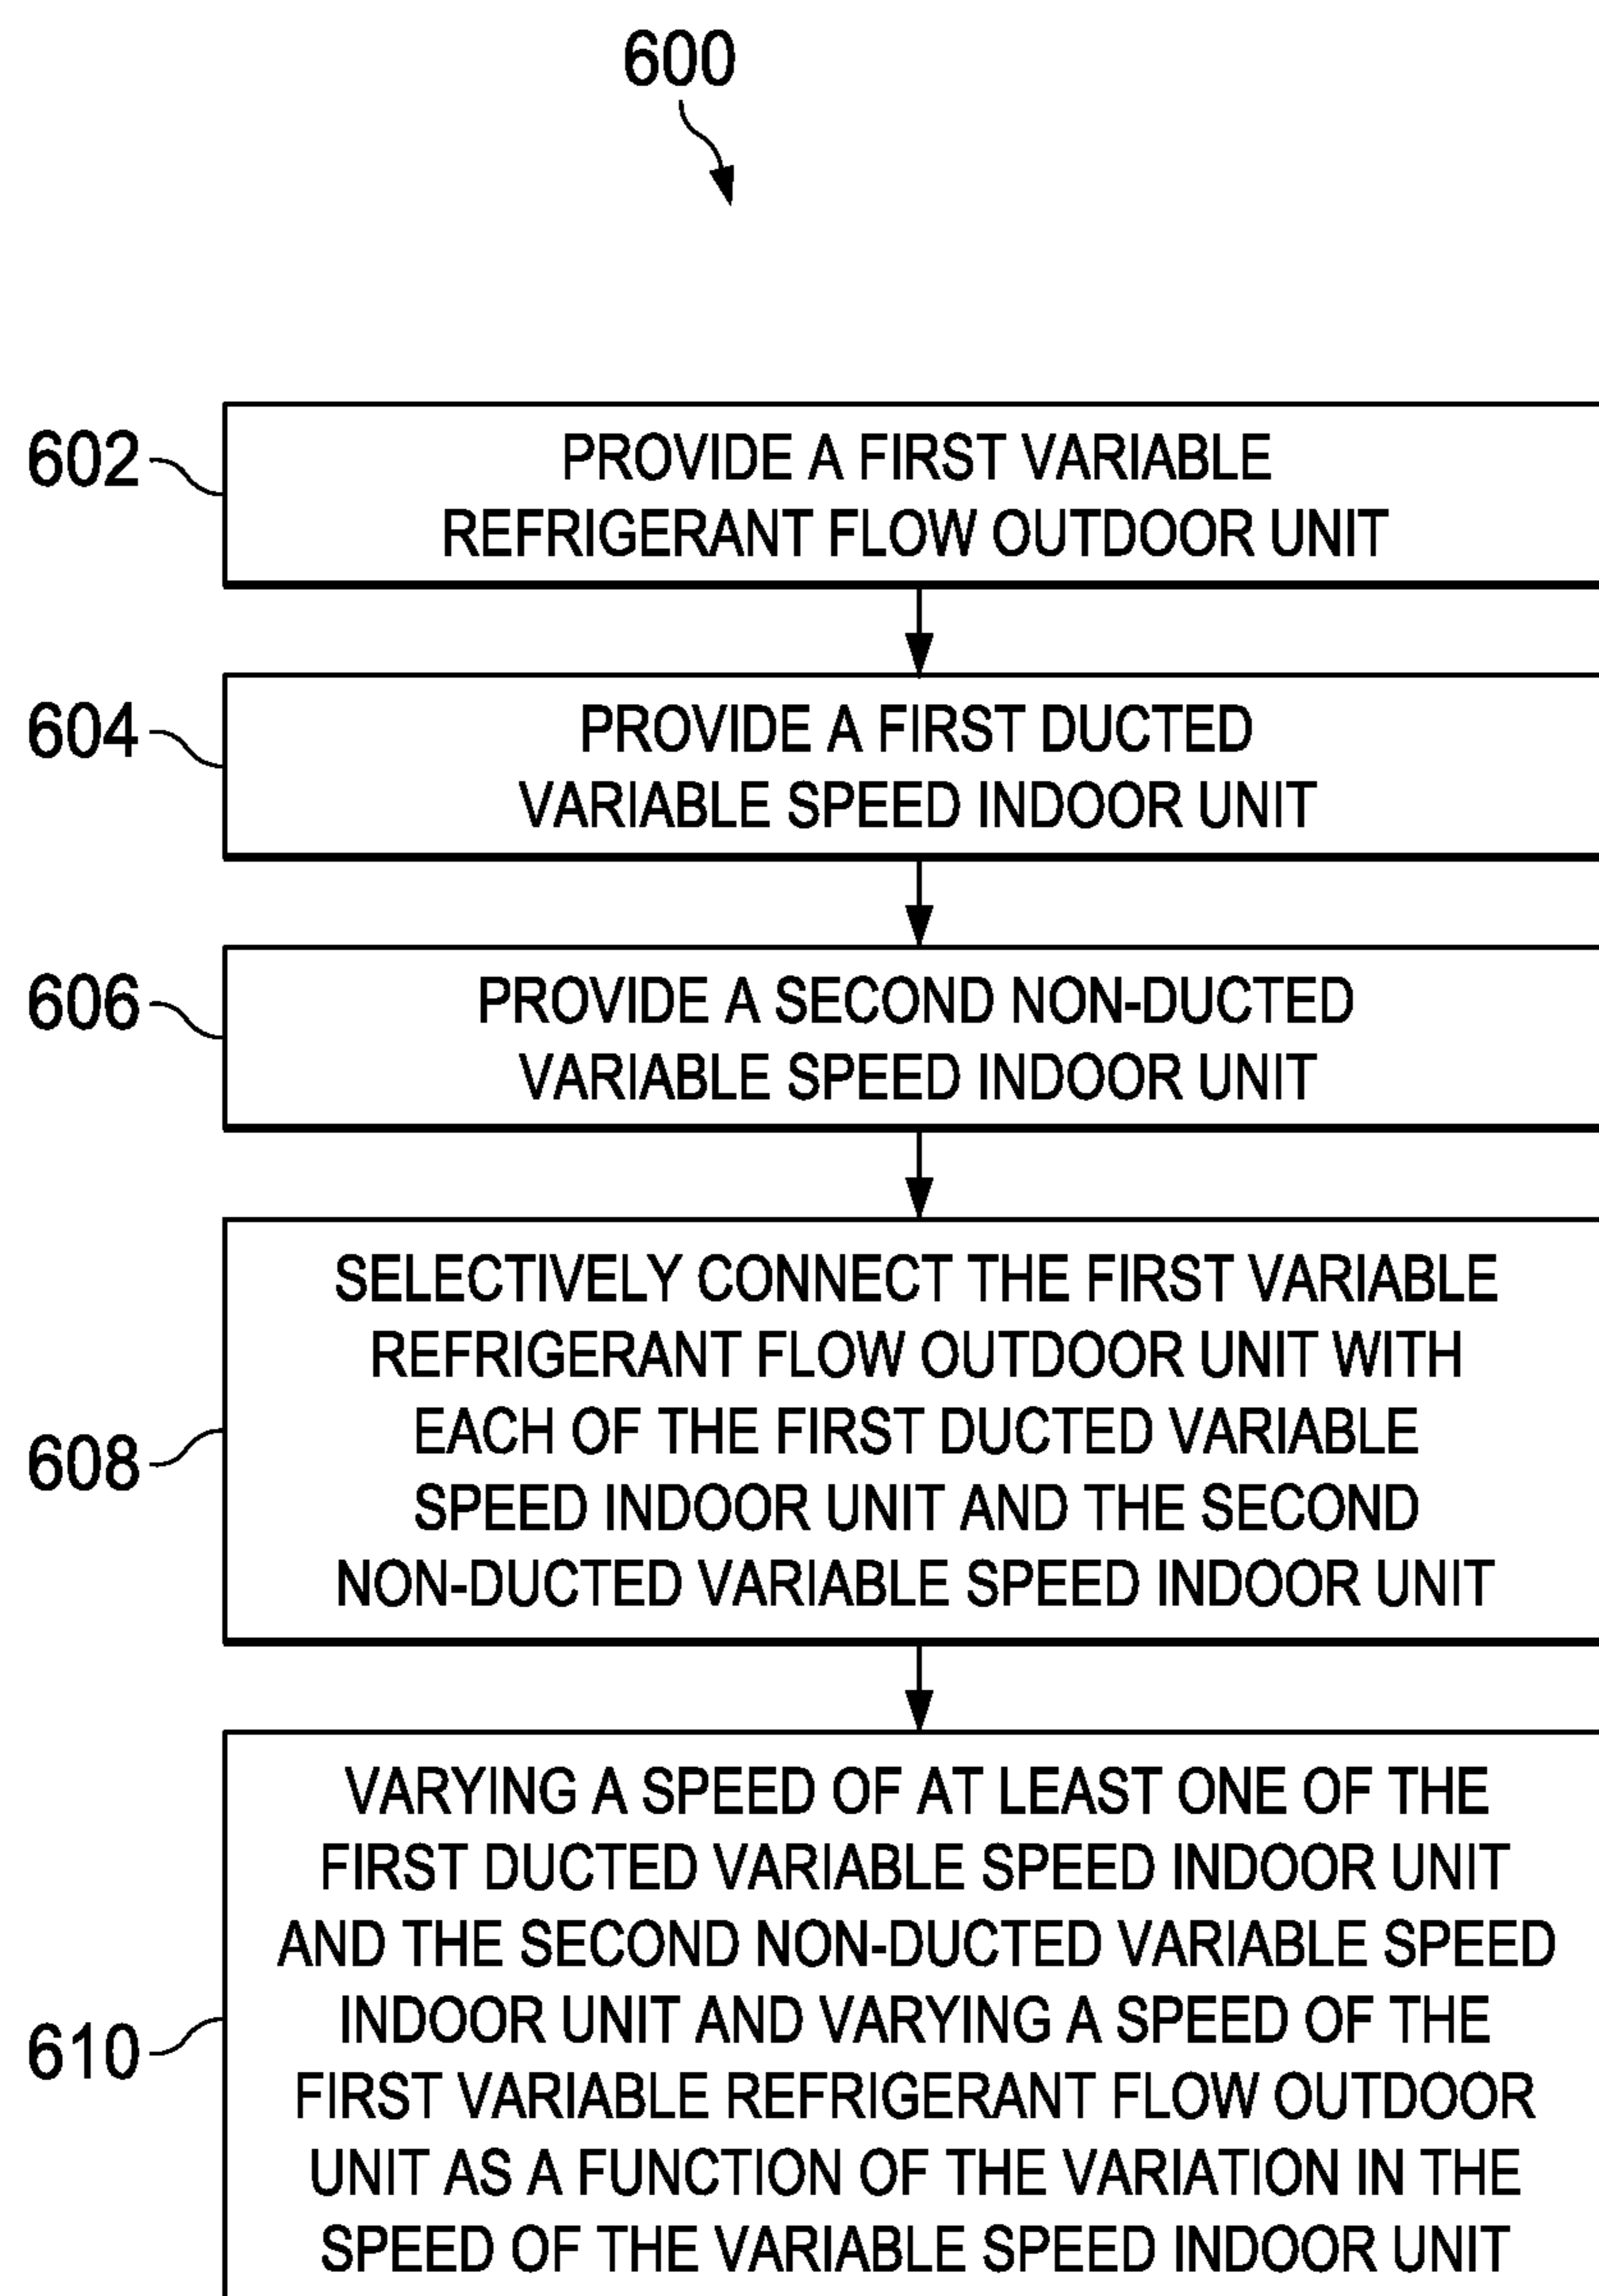 600
602
PROVIDE A FIRST VARIABLE
REFRIGERANT FLOW OUTDOOR UNIT
604
PROVIDE A FIRST DUCTED
VARIABLE SPEED INDOOR UNIT
606
PROVIDE A SECOND NON-DUCTED
VARIABLE SPEED INDOOR UNIT
608
SELECTIVELY CONNECT THE FIRST VARIABLE
REFRIGERANT FLOW OUTDOOR UNIT WITH
EACH OF THE FIRST DUCTED VARIABLE
SPEED INDOOR UNIT AND THE SECOND
NON-DUCTED VARIABLE SPEED INDOOR UNIT
610
VARYING A SPEED OF AT LEAST ONE OF THE
FIRST DUCTED VARIABLE SPEED INDOOR UNIT
AND THE SECOND NON-DUCTED VARIABLE SPEED
INDOOR UNIT AND VARYING A SPEED OF THE
FIRST VARIABLE REFRIGERANT FLOW OUTDOOR
UNIT AS A FUNCTION OF THE VARIATION IN THE
SPEED OF THE VARIABLE SPEED INDOOR UNIT